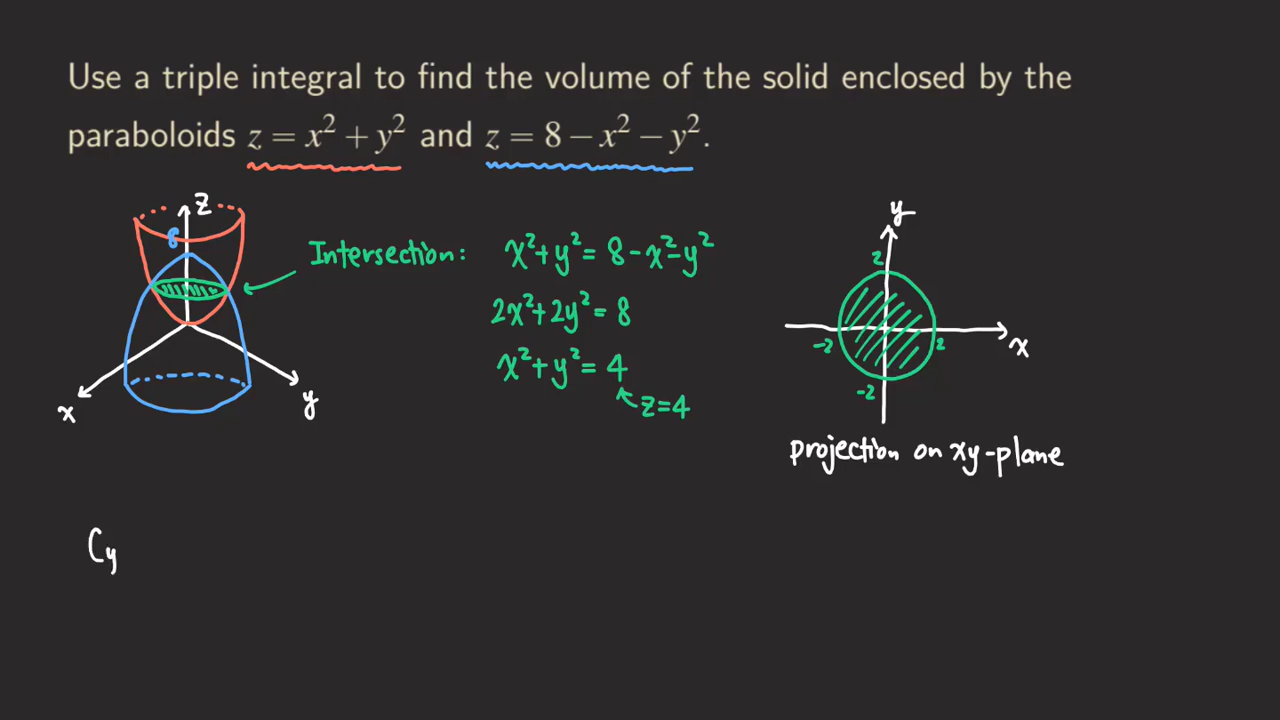 Use a triple integral to find the volume of the solid enclosed by the
paraboloids z = x² + y² and z = 8 − x² − y².
z
8
x
y
Intersection: x²+y² = 8-x²-y²
2x²+2y² = 8
x²+y² = 4
z=4
y
2
-2
2
x
-2
projection on xy-plane
Cy